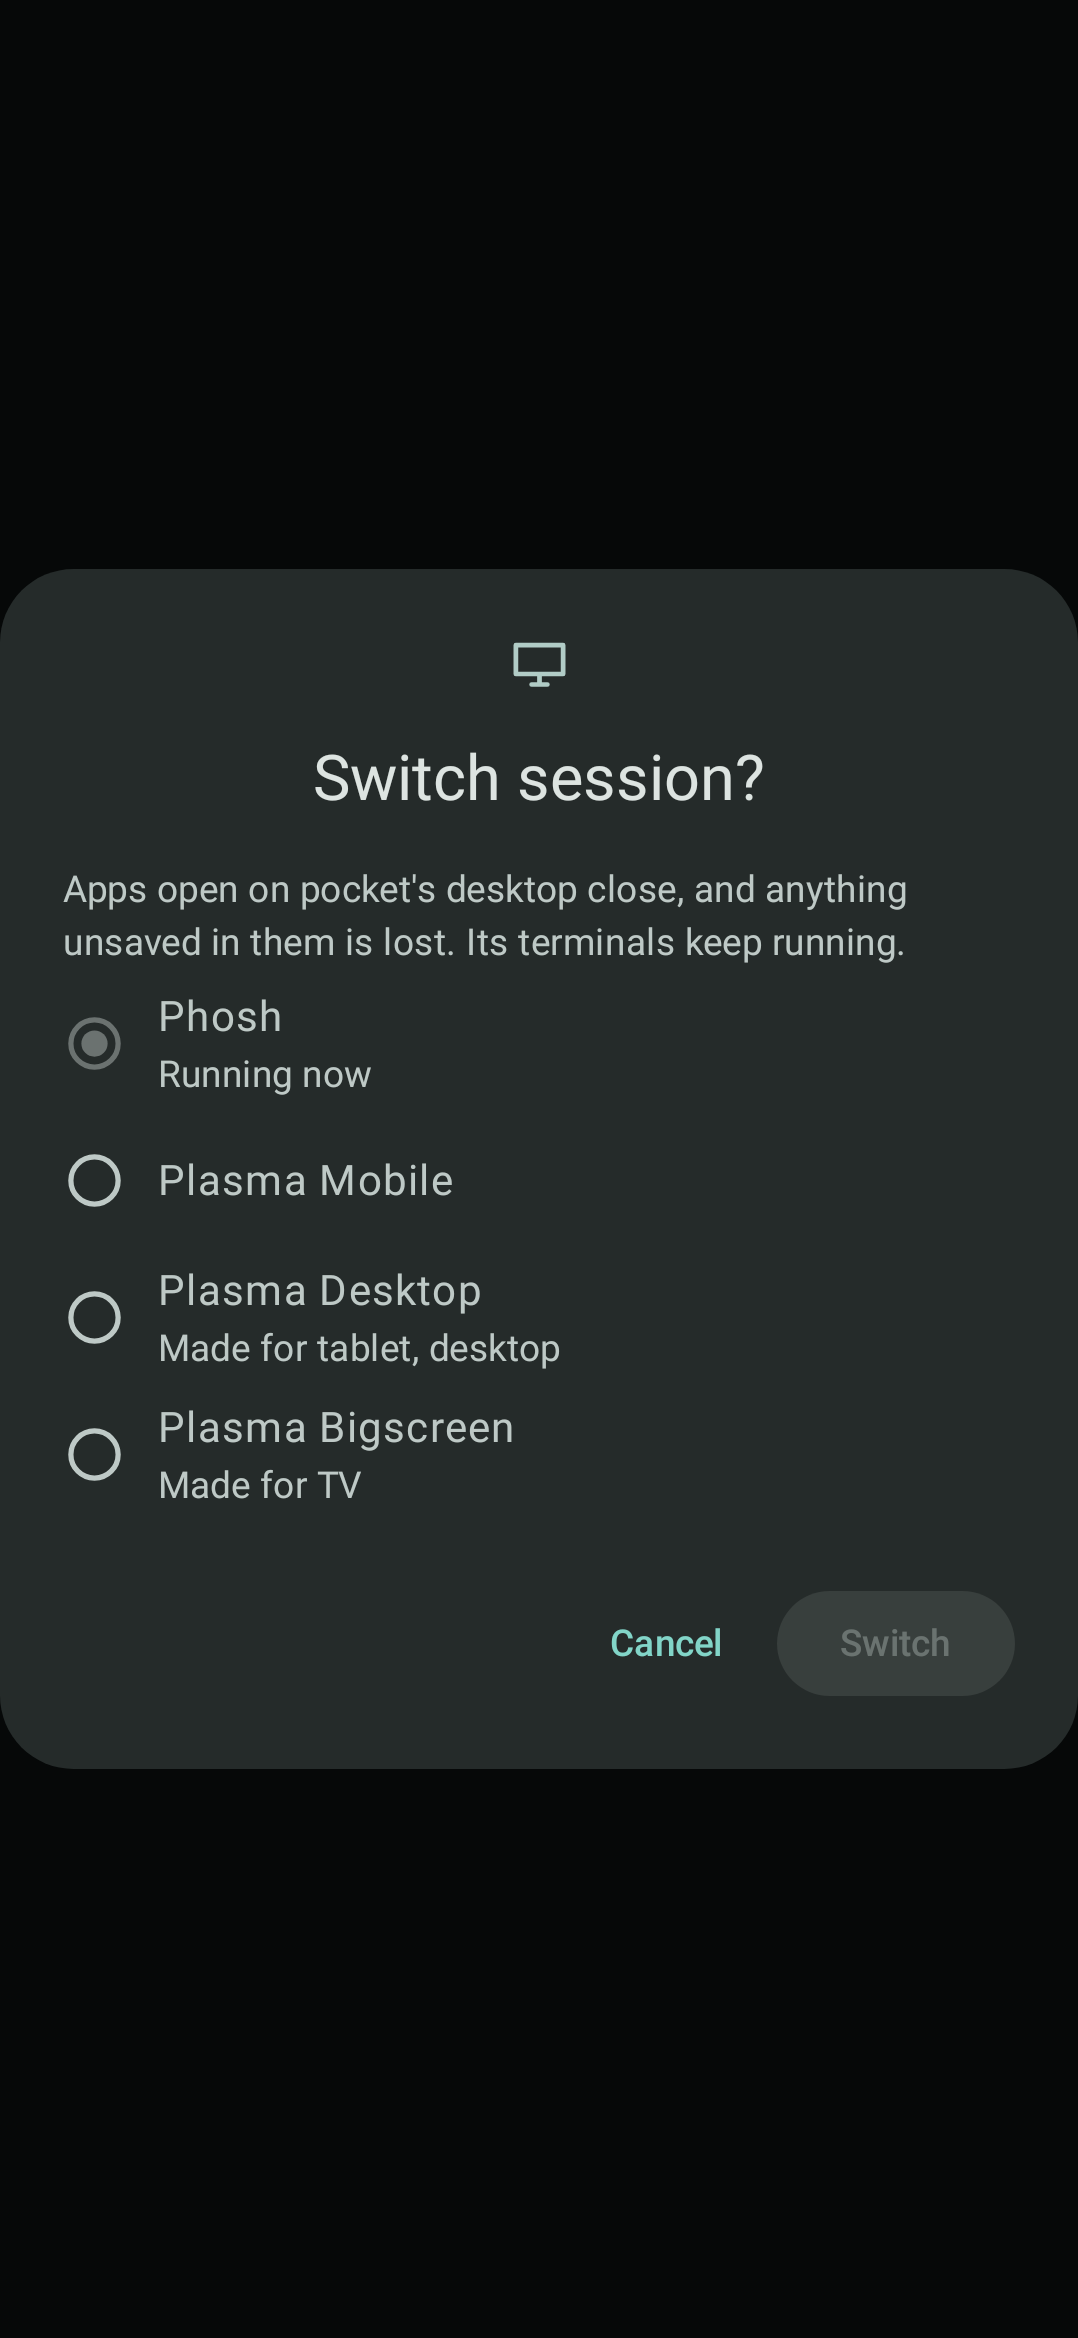 Switch session?
Apps open on pocket's desktop close, and anything
unsaved in them is lost. Its terminals keep running.
Phosh
Running now
Plasma Mobile
Plasma Desktop
Made for tablet, desktop
Plasma Bigscreen
Made for TV
Cancel
Switch